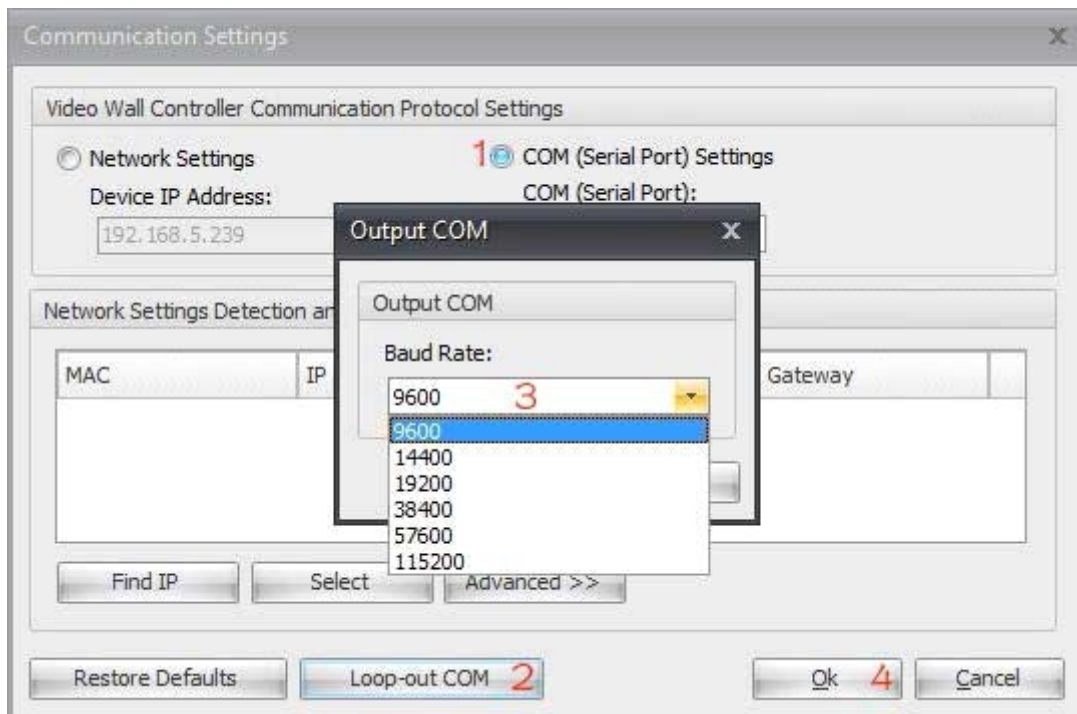 Communication Settings
Video Wall Controller Communication Protocol Settings
Network Settings 1 COM (Serial Port) Settings
Device IP Address: COM (Serial Port):
192.168.5.239
Output COM
Output COM
Network Settings Detection
Baud Rate:
MAC IP Gateway
9600 3
9600
14400
19200
38400
57600
115200
Find IP Select Advanced >>
Restore Defaults Loop-out COM 2 Ok 4 Cancel